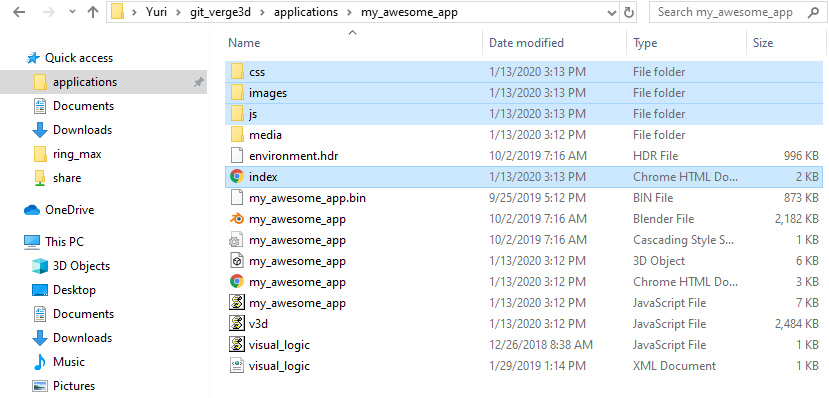 Yuri > git_verge3d > applications > my_awesome_app
Search my_awesome_app
Name Date modified Type Size
Quick access
applications
Documents
Downloads
ring_max
share
OneDrive
This PC
3D Objects
Desktop
Documents
Downloads
Music
Pictures
css 1/13/2020 3:13 PM File folder
images 1/13/2020 3:13 PM File folder
js 1/13/2020 3:13 PM File folder
media 1/13/2020 3:12 PM File folder
environment.hdr 10/2/2019 7:16 AM HDR File 996 KB
index 1/13/2020 3:13 PM Chrome HTML Do... 2 KB
my_awesome_app.bin 9/25/2019 5:12 PM BIN File 873 KB
my_awesome_app 10/2/2019 7:16 AM Blender File 2,182 KB
my_awesome_app 10/2/2019 7:16 AM Cascading Style S... 1 KB
my_awesome_app 1/13/2020 3:12 PM 3D Object 6 KB
my_awesome_app 1/13/2020 3:12 PM Chrome HTML Do... 3 KB
my_awesome_app 1/13/2020 3:12 PM JavaScript File 7 KB
v3d 1/13/2020 3:12 PM JavaScript File 2,484 KB
visual_logic 12/26/2018 8:38 AM JavaScript File 1 KB
visual_logic 1/29/2019 1:14 PM XML Document 1 KB